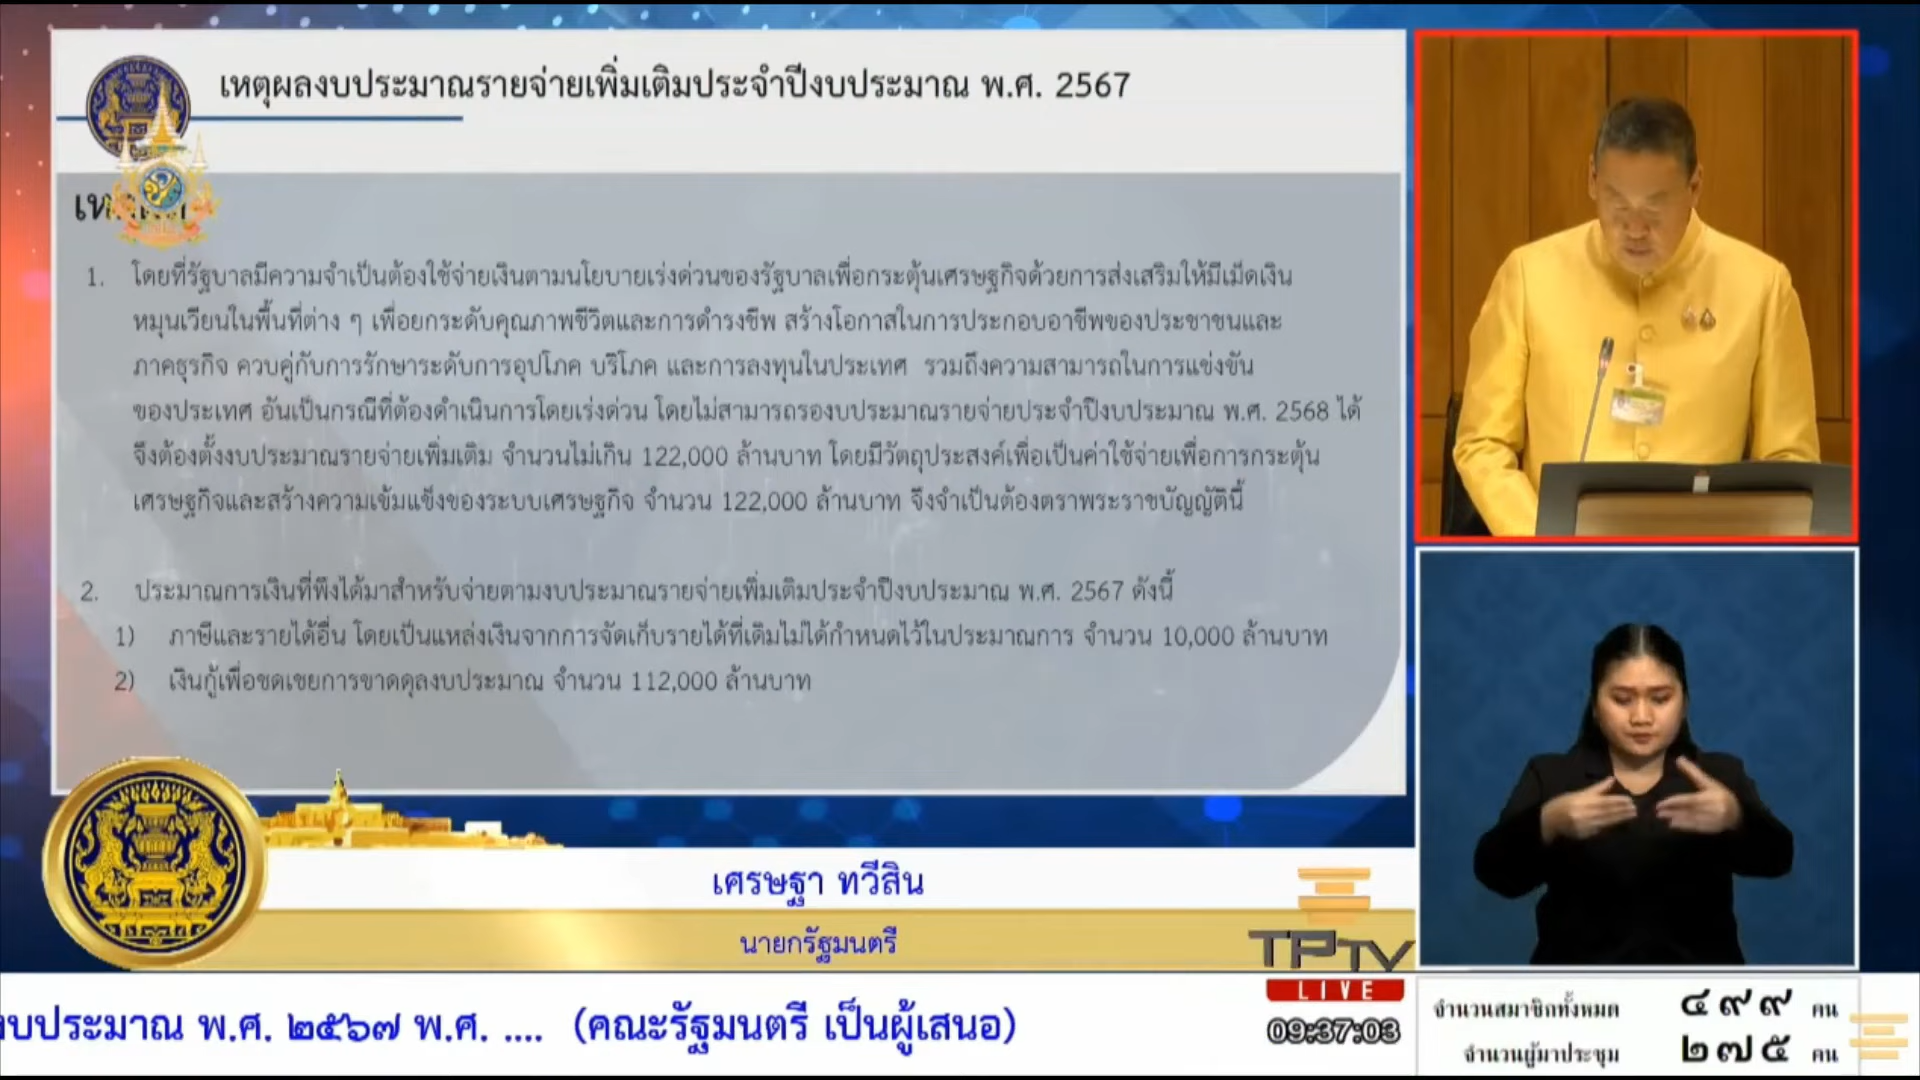 เหตุผลงบประมาณรายจ่ายเพิ่มเติมประจำปีงบประมาณ พ.ศ. 2567
1. โดยที่รัฐบาลมีความจำเป็นต้องใช้จ่ายเงินตามนโยบายเร่งด่วนของรัฐบาลเพื่อกระตุ้นเศรษฐกิจด้วยการส่งเสริมให้มีเม็ดเงิน
หมุนเวียนในพื้นที่ต่าง ๆ เพื่อยกระดับคุณภาพชีวิตและการดำรงชีพ สร้างโอกาสในการประกอบอาชีพของประชาชนและ
ภาคธุรกิจ ควบคู่กับการรักษาระดับการอุปโภค บริโภค และการลงทุนในประเทศ รวมถึงความสามารถในการแข่งขัน
ของประเทศ อันเป็นกรณีที่ต้องดำเนินการโดยเร่งด่วน โดยไม่สามารถรองบประมาณรายจ่ายประจำปีงบประมาณ พ.ศ. 2568 ได้
จึงต้องตั้งงบประมาณรายจ่ายเพิ่มเติม จำนวนไม่เกิน 122,000 ล้านบาท โดยมีวัตถุประสงค์เพื่อเป็นค่าใช้จ่ายเพื่อการกระตุ้น
เศรษฐกิจและสร้างความเข้มแข็งของระบบเศรษฐกิจ จำนวน 122,000 ล้านบาท จึงจำเป็นต้องตราพระราชบัญญัตินี้
2. ประมาณการเงินที่พึงได้มาสำหรับจ่ายตามงบประมาณรายจ่ายเพิ่มเติมประจำปีงบประมาณ พ.ศ. 2567 ดังนี้
1) ภาษีและรายได้อื่น โดยเป็นแหล่งเงินจากการจัดเก็บรายได้ที่เดิมไม่ได้กำหนดไว้ในประมาณการ จำนวน 10,000 ล้านบาท
2) เงินกู้เพื่อชดเชยการขาดดุลงบประมาณ จำนวน 112,000 ล้านบาท
เศรษฐา ทวีสิน
นายกรัฐมนตรี
TPTV
LIVE
09:37:03
งบประมาณ พ.ศ. ๒๕๖๗ พ.ศ. .... (คณะรัฐมนตรี เป็นผู้เสนอ)
จำนวนสมาชิกทั้งหมด ๔๙๙ คน
จำนวนผู้มาประชุม ๒๗๕ คน